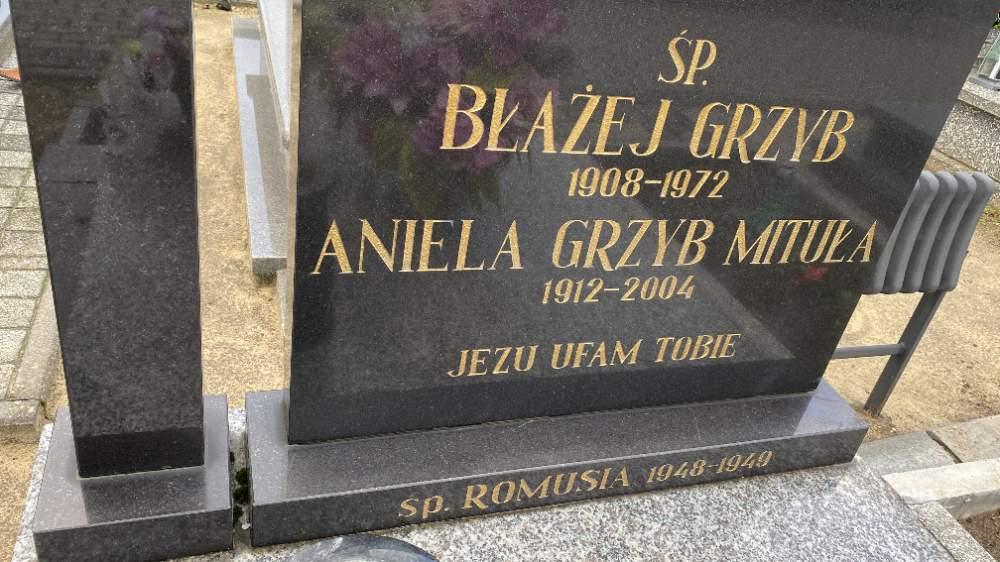 ŚP.
BŁAŻEJ GRZYB
1908-1972
ANIELA GRZYB MITUŁA
1912-2004
JEZU UFAM TOBIE
śp. ROMUSIA 1948-1949